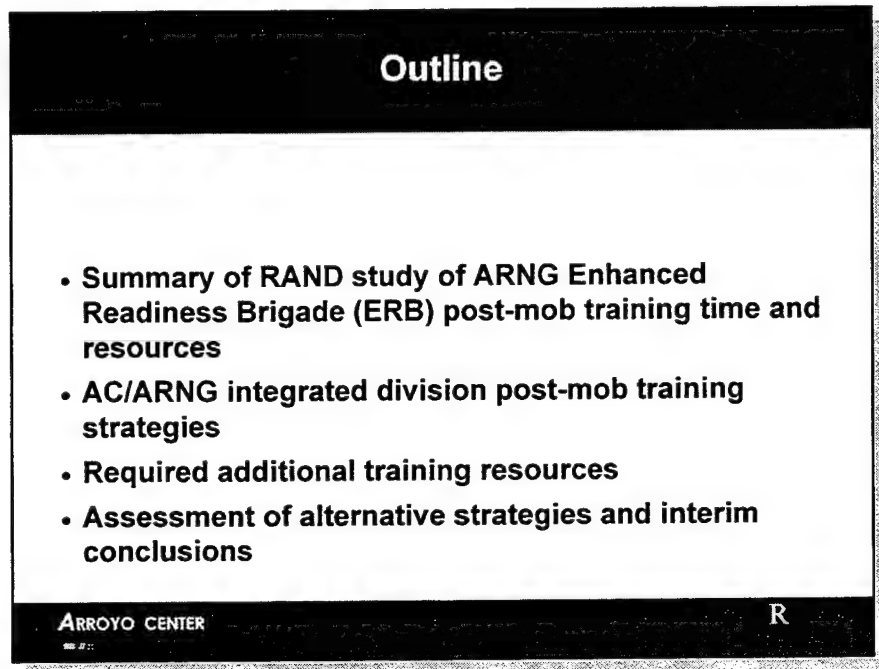 Outline
• Summary of RAND study of ARNG Enhanced
Readiness Brigade (ERB) post-mob training time and
resources
• AC/ARNG integrated division post-mob training
strategies
• Required additional training resources
• Assessment of alternative strategies and interim
conclusions
ARROYO CENTER
R